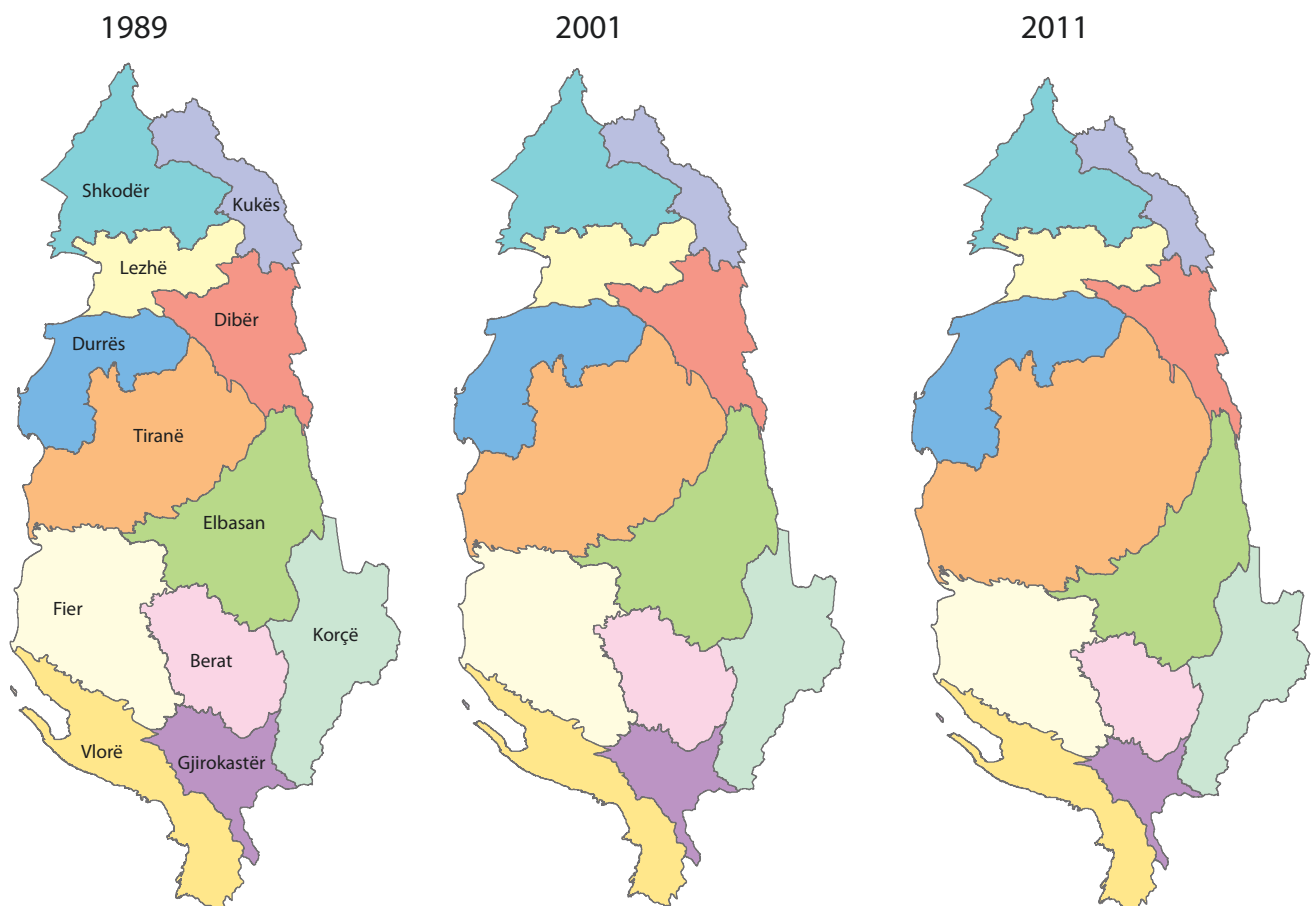 1989
2001
2011
Shkodër
Kukës
Lezhë
Dibër
Durrës
Tiranë
Elbasan
Fier
Korçë
Berat
Vlorë
Gjirokastër